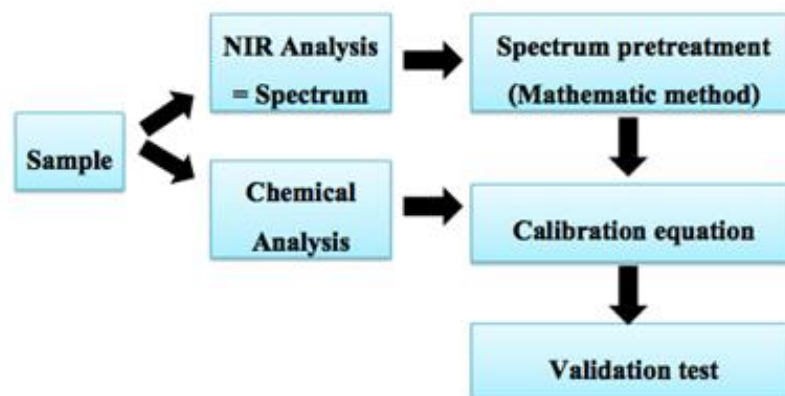 NIR Analysis
= Spectrum
Spectrum pretreatment
(Mathematic method)
Sample
Chemical
Analysis
Calibration equation
Validation test